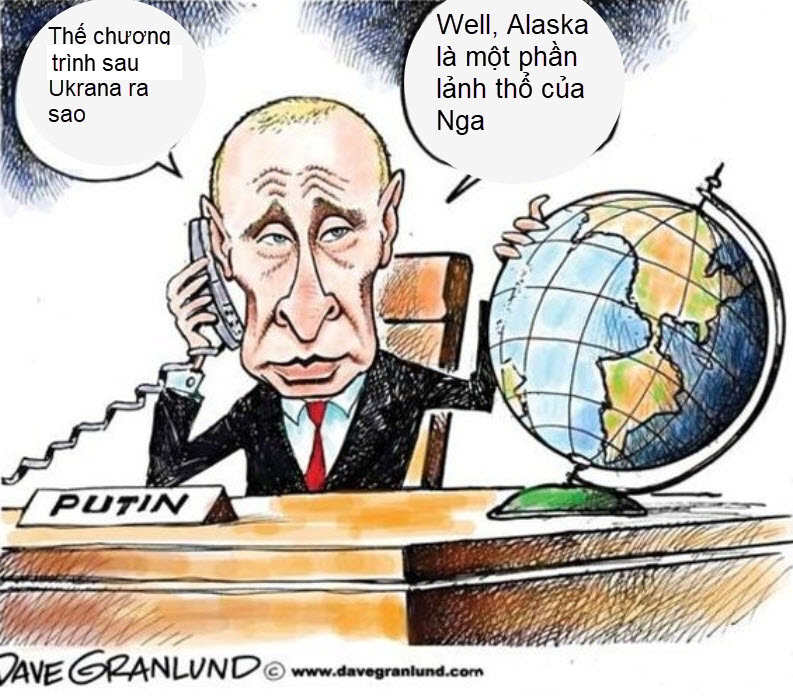 Thế chương
trình sau
Ukrana ra
sao
Well, Alaska
là một phần
lảnh thổ của
Nga
PUTIN
DAVE GRANLUND © www.davegranlund.com